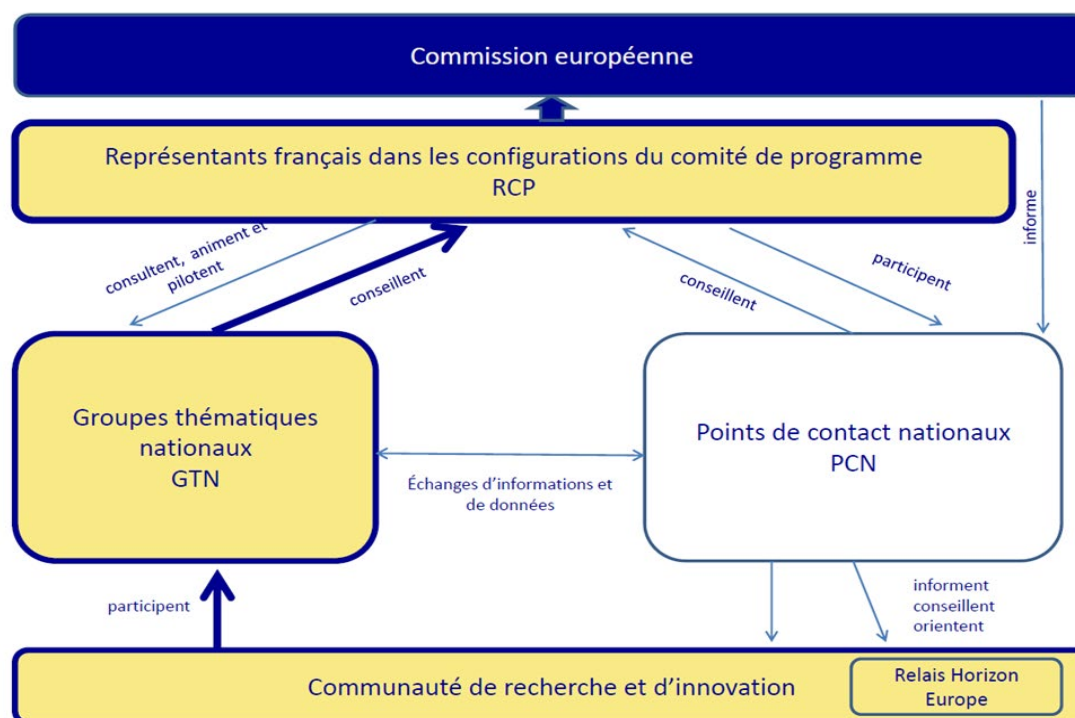 Commission européenne
Représentants français dans les configurations du comité de programme
RCP
informe
consultent, animent et
pilotent
conseillent
conseillent
participent
Groupes thématiques
nationaux
GTN
Points de contact nationaux
PCN
Échanges d'informations et
de données
participent
informent
conseillent
orientent
Communauté de recherche et d'innovation
Relais Horizon
Europe